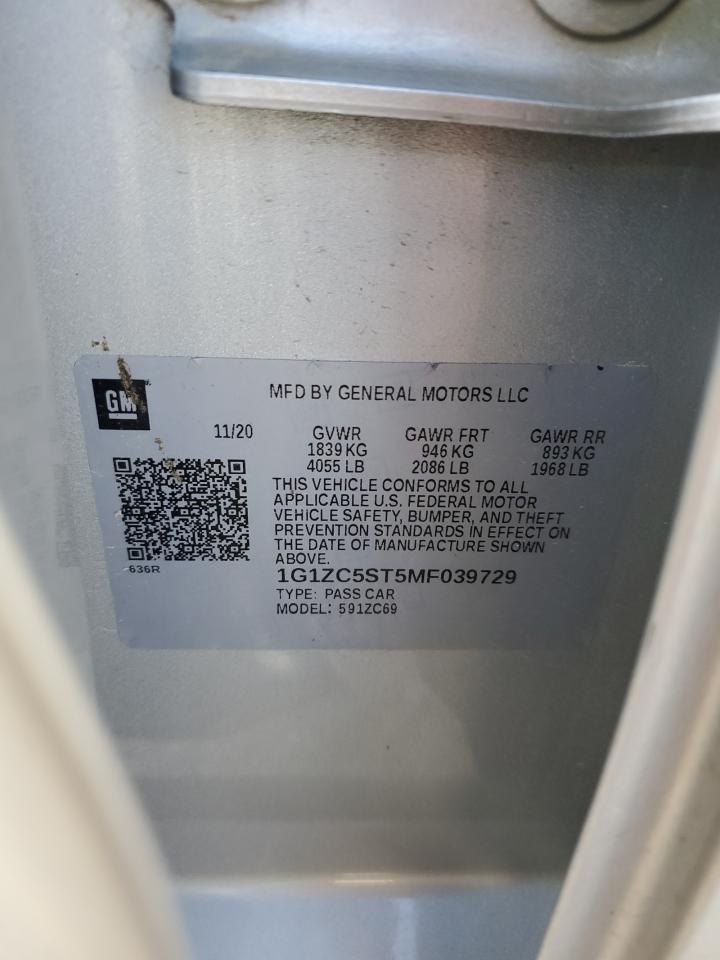 GM
MFD BY GENERAL MOTORS LLC
11/20 GVWR GAWR FRT GAWR RR
1839 KG 946 KG 893 KG
4055 LB 2086 LB 1968 LB
THIS VEHICLE CONFORMS TO ALL
APPLICABLE U.S. FEDERAL MOTOR
VEHICLE SAFETY, BUMPER, AND THEFT
PREVENTION STANDARDS IN EFFECT ON
THE DATE OF MANUFACTURE SHOWN
ABOVE.
636R
1G1ZC5ST5MF039729
TYPE: PASS CAR
MODEL: 591ZC69